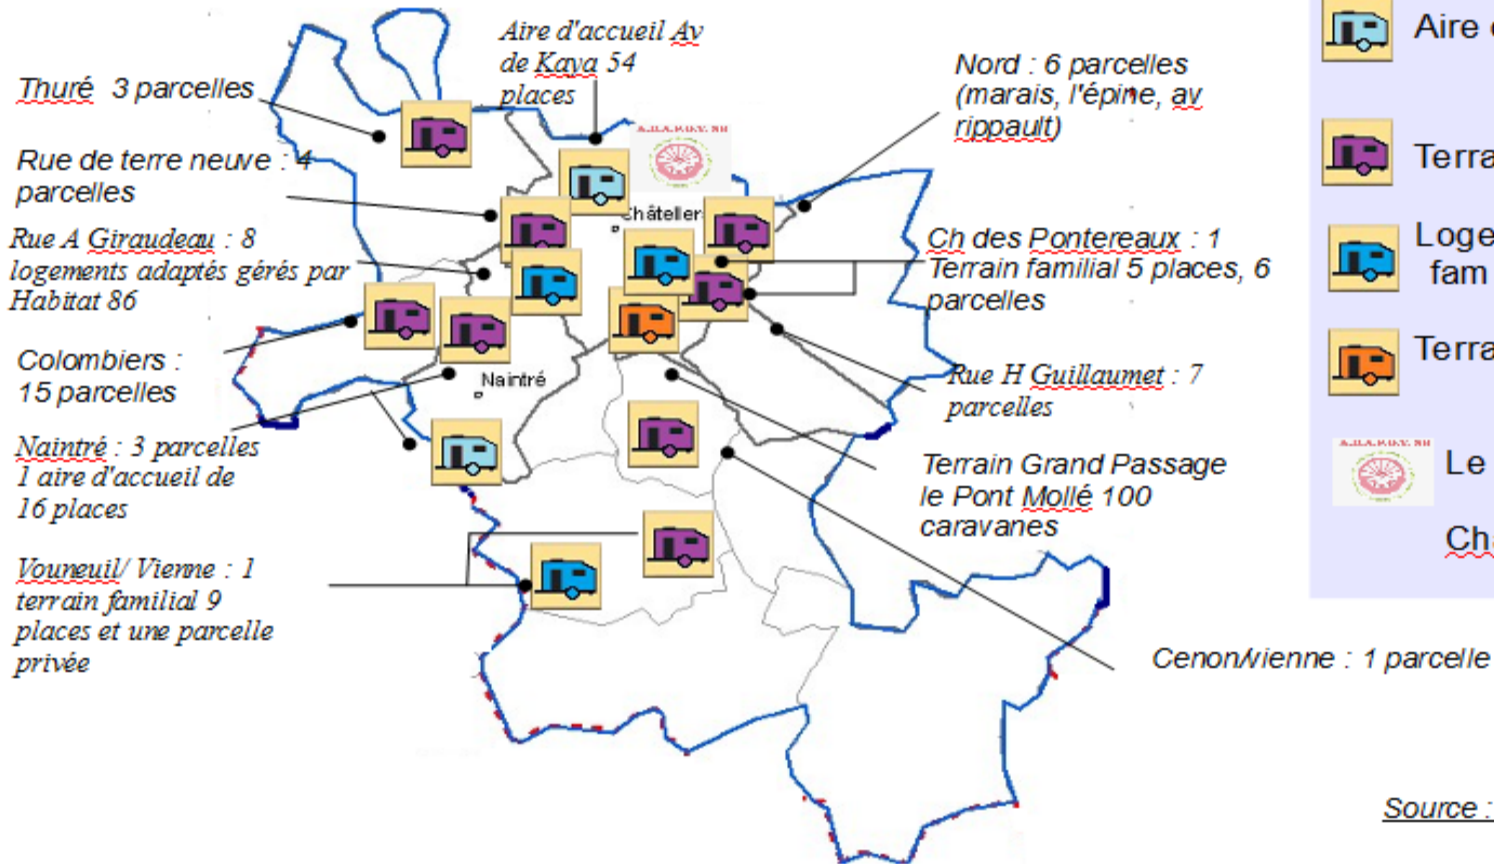 Aire d'accueil Av
de Kaya 54
places
Thuré 3 parcelles
Nord : 6 parcelles
(marais, l'épine, av
rippault)
Rue de terre neuve : 4
parcelles
Rue A Giraudeau : 8
logements adaptés gérés par
Habitat 86
Châteller
Ch des Pontereaux : 1
Terrain familial 5 places, 6
parcelles
Colombiers :
15 parcelles
Naintré
Rue H Guillaumet : 7
parcelles
Naintré : 3 parcelles
1 aire d'accueil de
16 places
Terrain Grand Passage
le Pont Mollé 100
caravanes
Vouneuil/ Vienne : 1
terrain familial 9
places et une parcelle
privée
Cenon/vienne : 1 parcelle
Aire
Terra
Loge
fam
Terra
Le
Ch
Source :